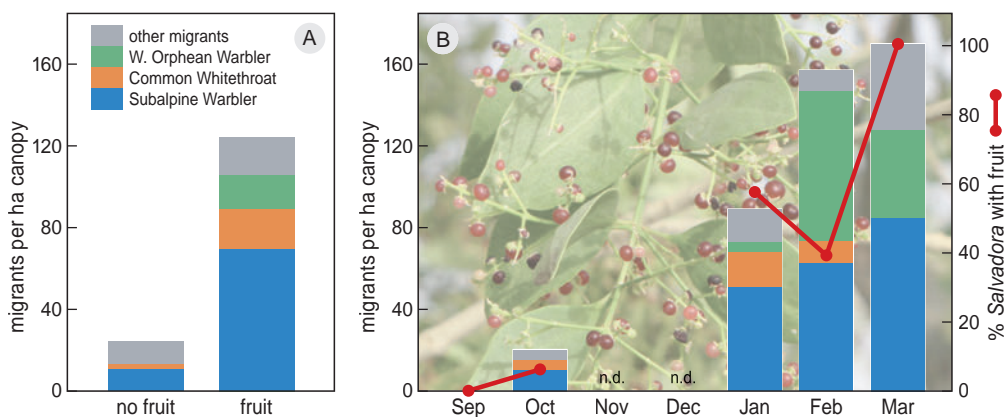 A
other migrants
W. Orphean Warbler
Common Whitethroat
Subalpine Warbler
migrants per ha canopy
160
120
80
40
0
no fruit
fruit
B
migrants per ha canopy
160
120
80
40
0
n.d.
n.d.
Sep
Oct
Nov
Dec
Jan
Feb
Mar
100
80
60
40
20
0
% Salvadora with fruit